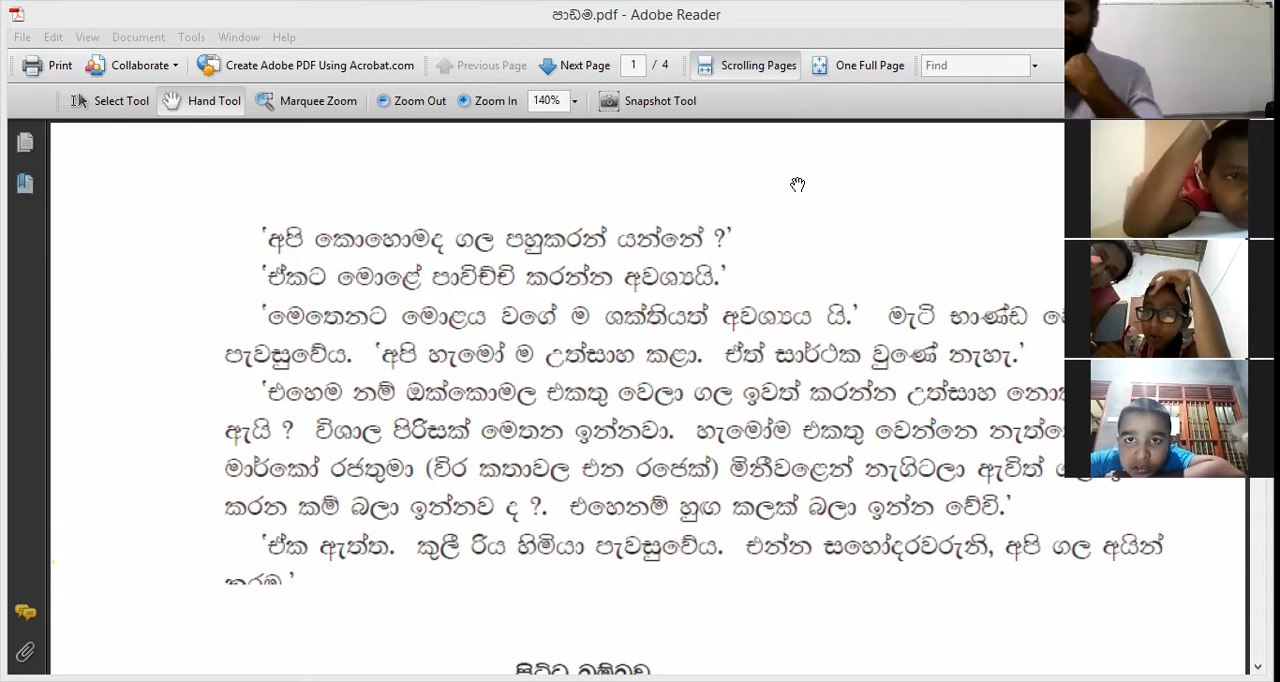 පාඩම.pdf - Adobe Reader
File Edit View Document Tools Window Help
Print Collaborate Create Adobe PDF Using Acrobat.com Previous Page Next Page 1 / 4 Scrolling Pages One Full Page Find
Select Tool Hand Tool Marquee Zoom Zoom Out Zoom In 140% Snapshot Tool
‘අපි කොහොමද ගල පහුකරන් යන්නේ ?’
‘ඒකට මොළේ පාවිච්චි කරන්න අවශ්‍යයි.’
‘මෙතෙනට මොළය වගේ ම ශක්තියත් අවශ්‍යය යි.’ මැටි භාණ්ඩ
පැවසුවේය. ‘අපි හැමෝ ම උත්සාහ කළා. ඒත් සාර්ථක වුණේ නැහැ.’
‘එහෙම නම් ඔක්කොමල එකතු වෙලා ගල ඉවත් කරන්න උත්සාහ
ඇයි ? විශාල පිරිසක් මෙතන ඉන්නවා. හැමෝම එකතු වෙන්නෙ
මාර්කෝ රජතුමා (වීර කතාවල එන රජෙක්) මිනීවළෙන් නැගිටලා ඇවිත්
කරන කම් බලා ඉන්නව ද ?. එහෙනම් හුඟ කලක් බලා ඉන්න වේවි.’
‘ඒක ඇත්ත. කුලී රිය හිමියා පැවසුවේය. එන්න සහෝදරවරුනි, අපි ගල අයින්